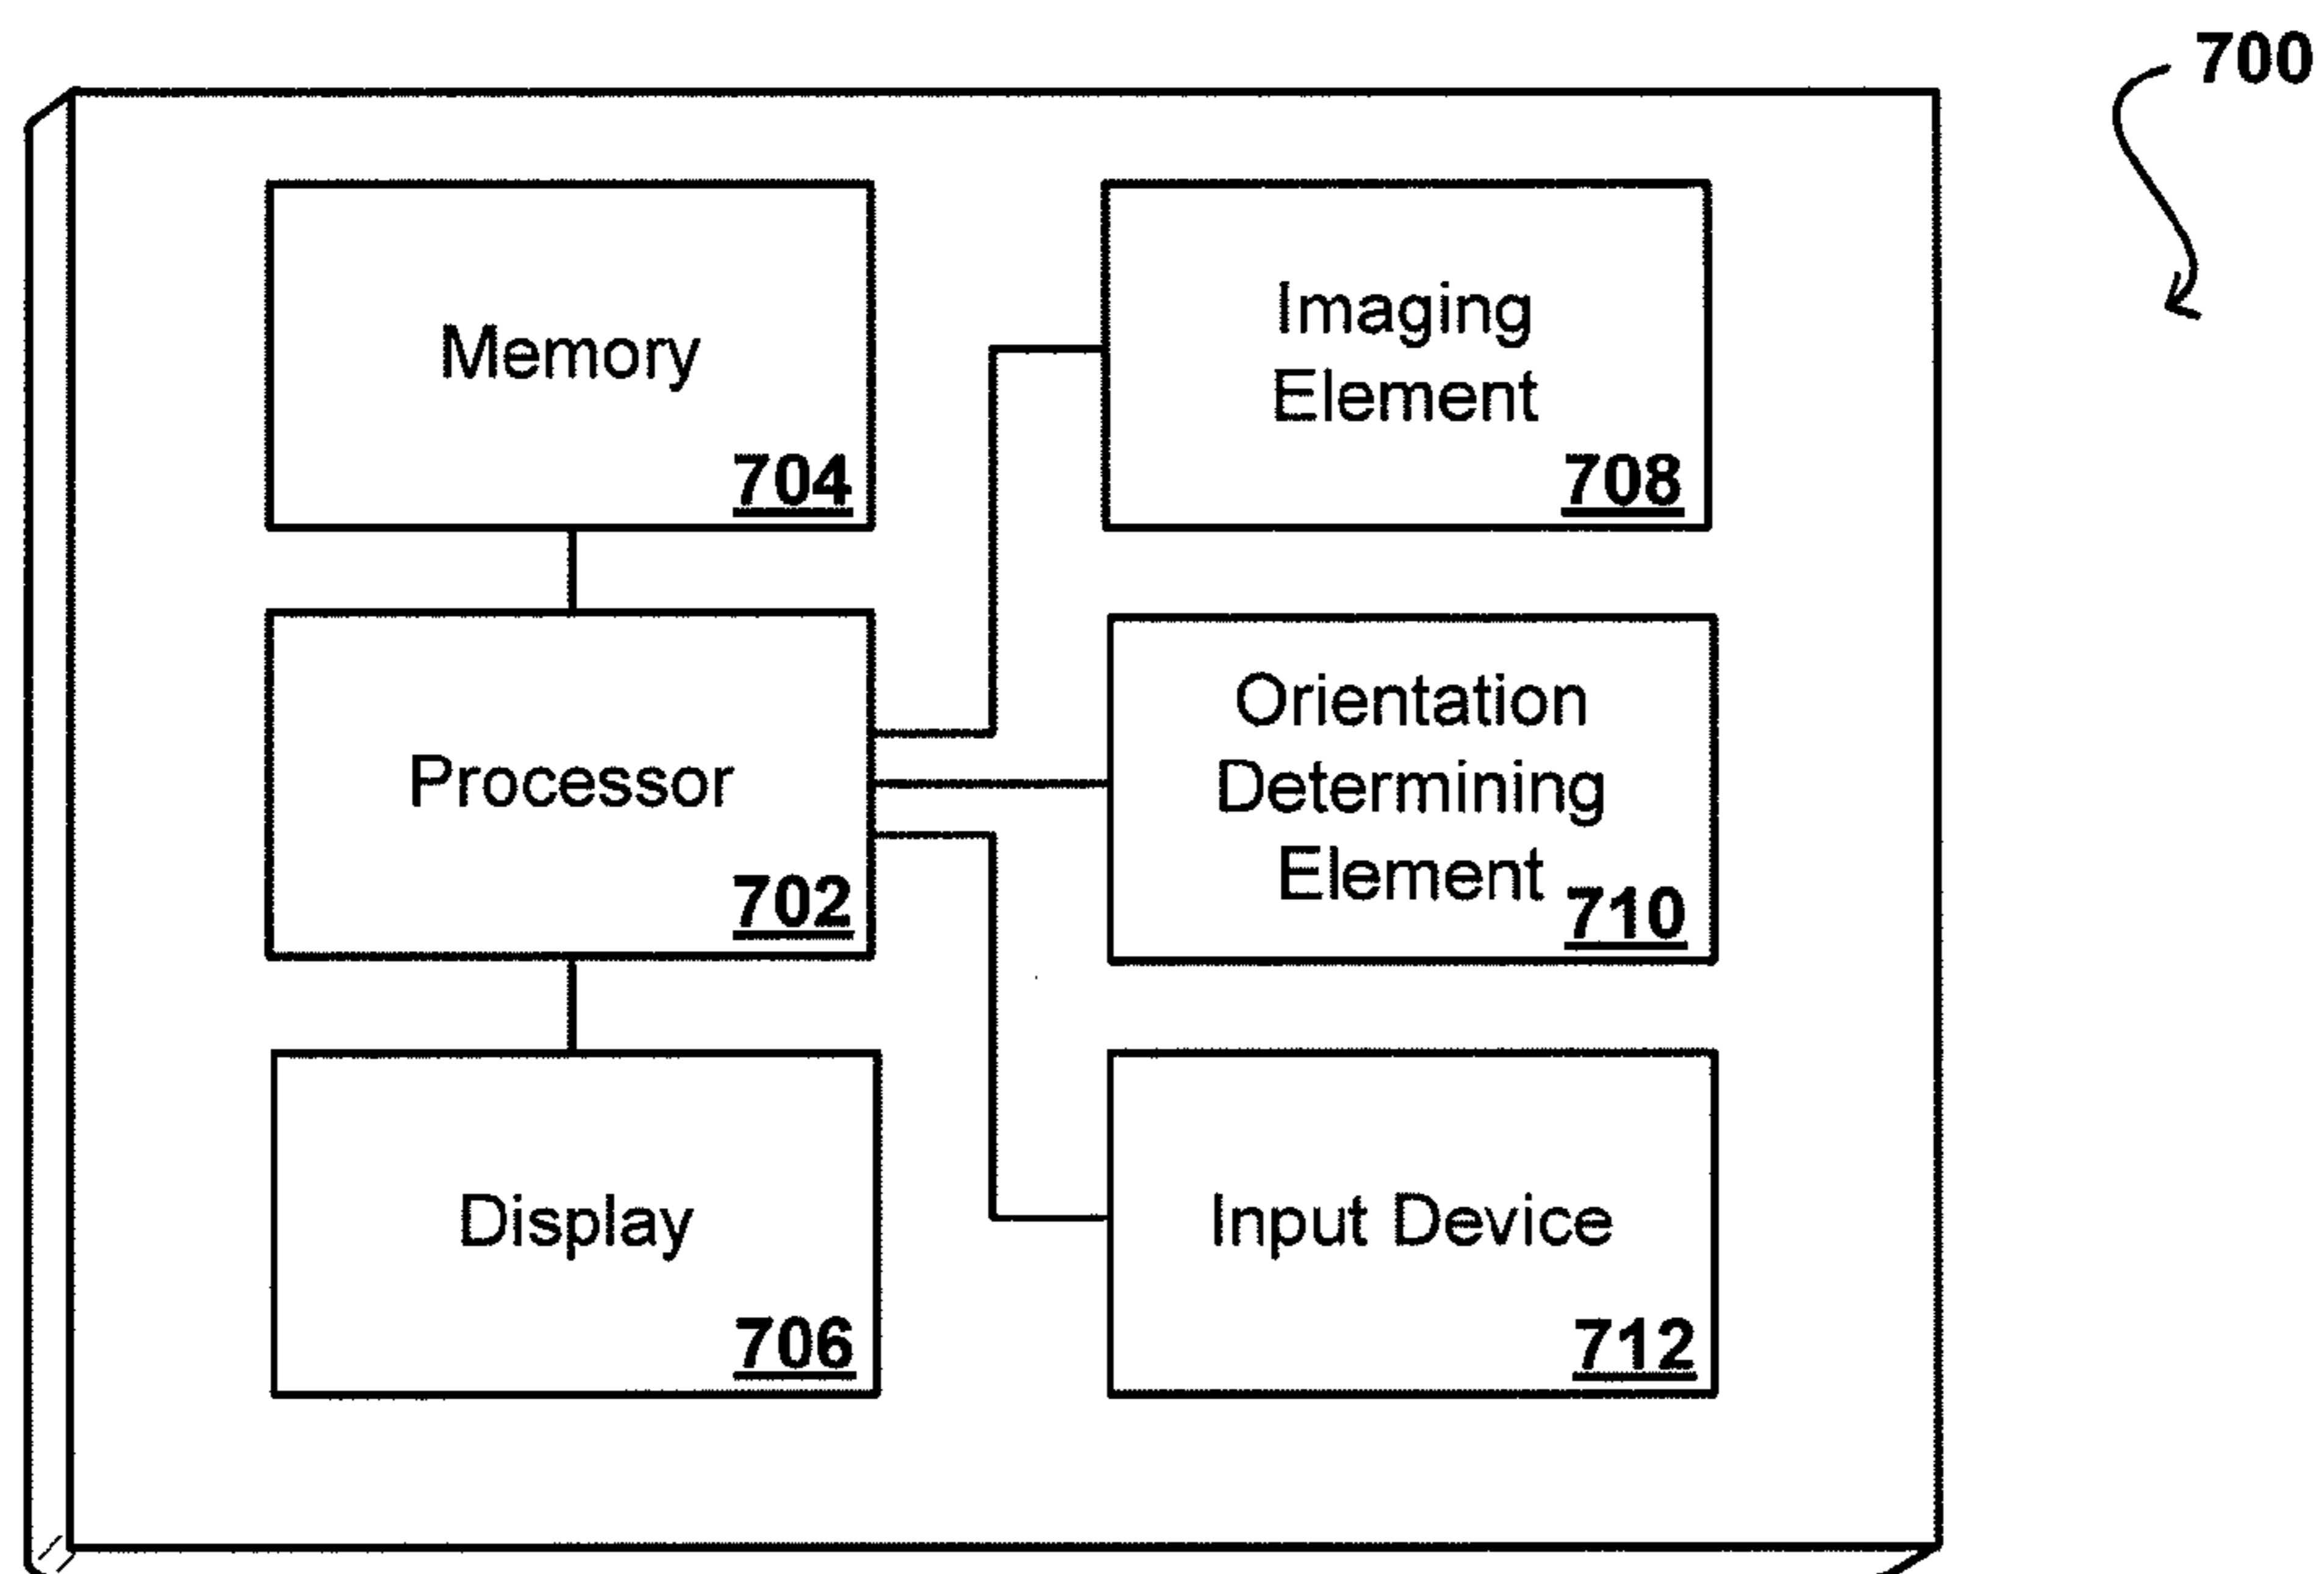 700
Memory
704
Imaging
Element
708
Processor
702
Orientation
Determining
Element
710
Display
706
Input Device
712